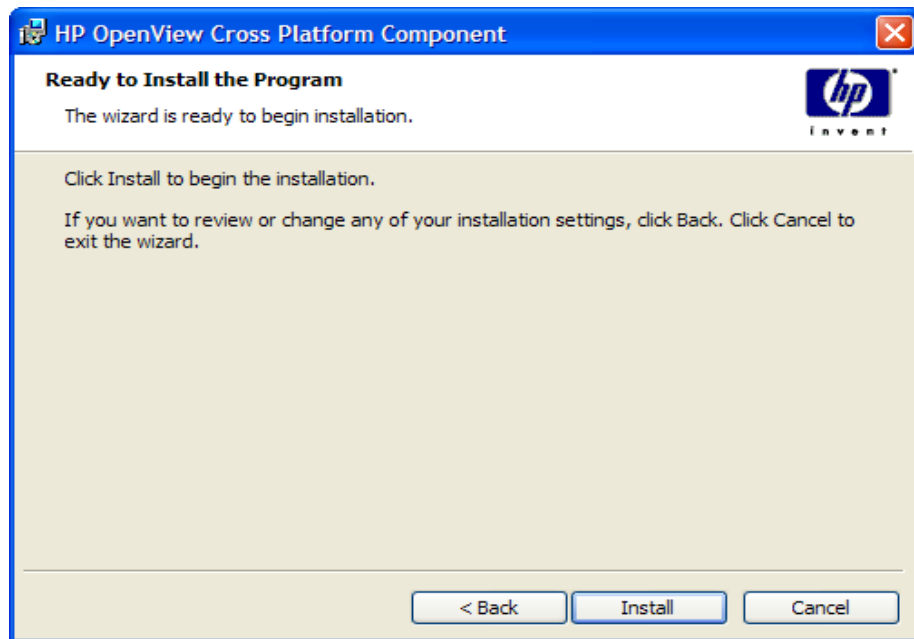 HP OpenView Cross Platform Component
Ready to Install the Program
The wizard is ready to begin installation.
hp
invent
Click Install to begin the installation.
If you want to review or change any of your installation settings, click Back. Click Cancel to
exit the wizard.
< Back
Install
Cancel